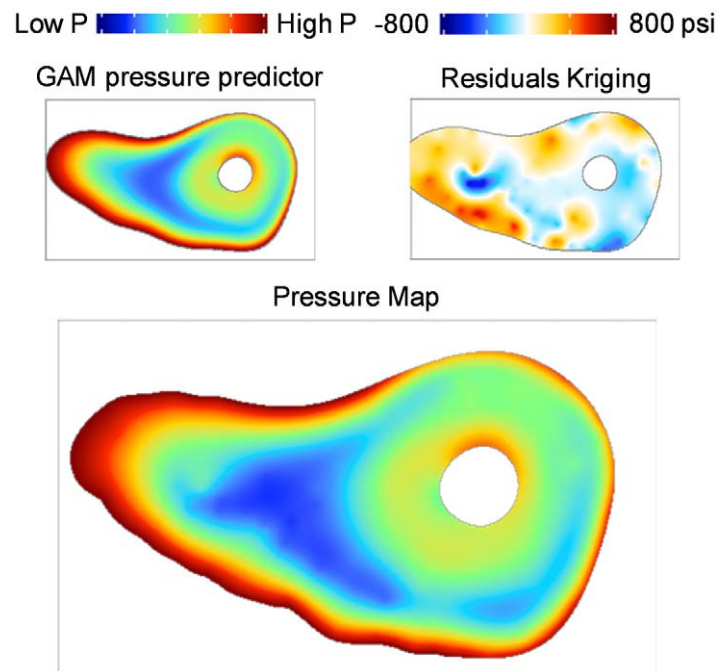 Low P High P -800 800 psi
GAM pressure predictor Residuals Kriging
Pressure Map